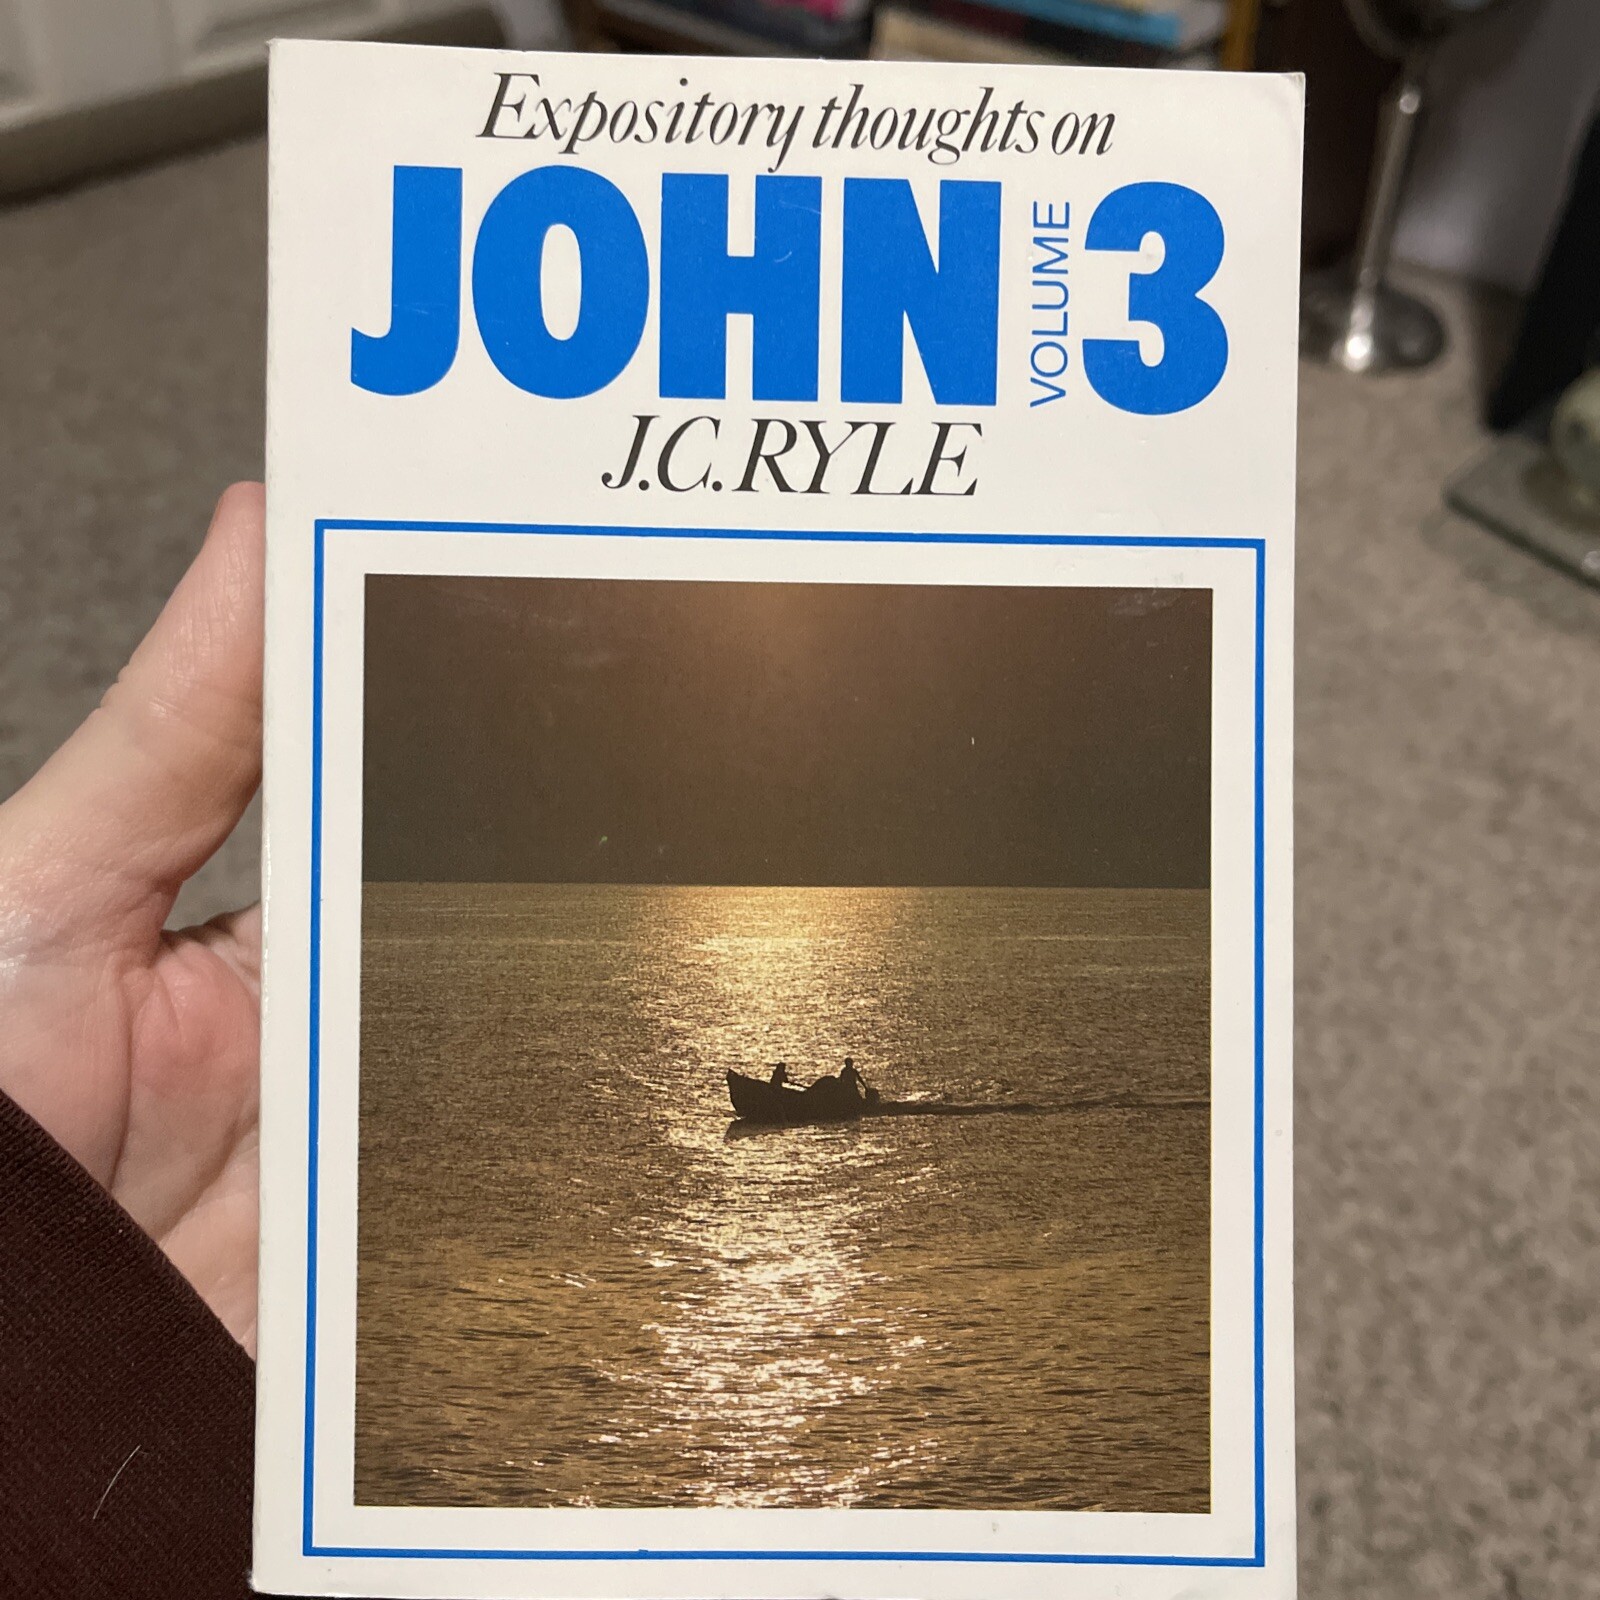 Expository thoughts on
JOHN VOLUME 3
J.C.RYLE